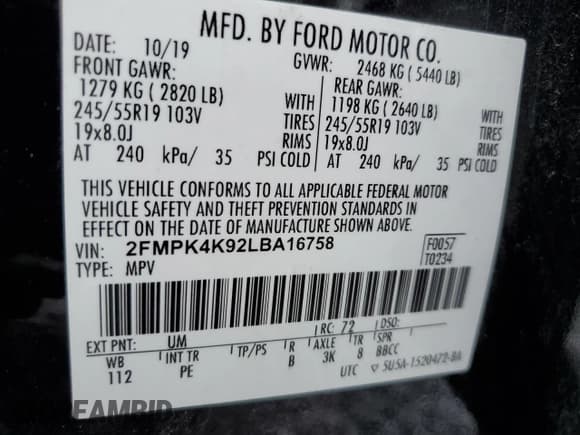 MFD. BY FORD MOTOR CO.
DATE: 10/19
GVWR: 2468 KG ( 5440 LB)
FRONT GAWR:
1279 KG ( 2820 LB)
245/55R19 103V
19x8.0J
AT 240 kPa/ 35 PSI COLD
WITH
TIRES
RIMS
REAR GAWR:
1198 KG ( 2640 LB)
245/55R19 103V
19x8.0J
AT 240 kPa/ 35 PSI COLD
WITH
TIRES
RIMS
THIS VEHICLE CONFORMS TO ALL APPLICABLE FEDERAL MOTOR
VEHICLE SAFETY AND THEFT PREVENTION STANDARDS IN
EFFECT ON THE DATE OF MANUFACTURE SHOWN ABOVE.
VIN: 2FMPK4K92LBA16758
TYPE: MPV
F0057
T0234
EXT PNT: UM RC: 72 DSO:
WB INT TR TP/PS R AXLE TR SPR
112 PE B 3K 8 BBCC
UTC 5U5A-1520472-BA